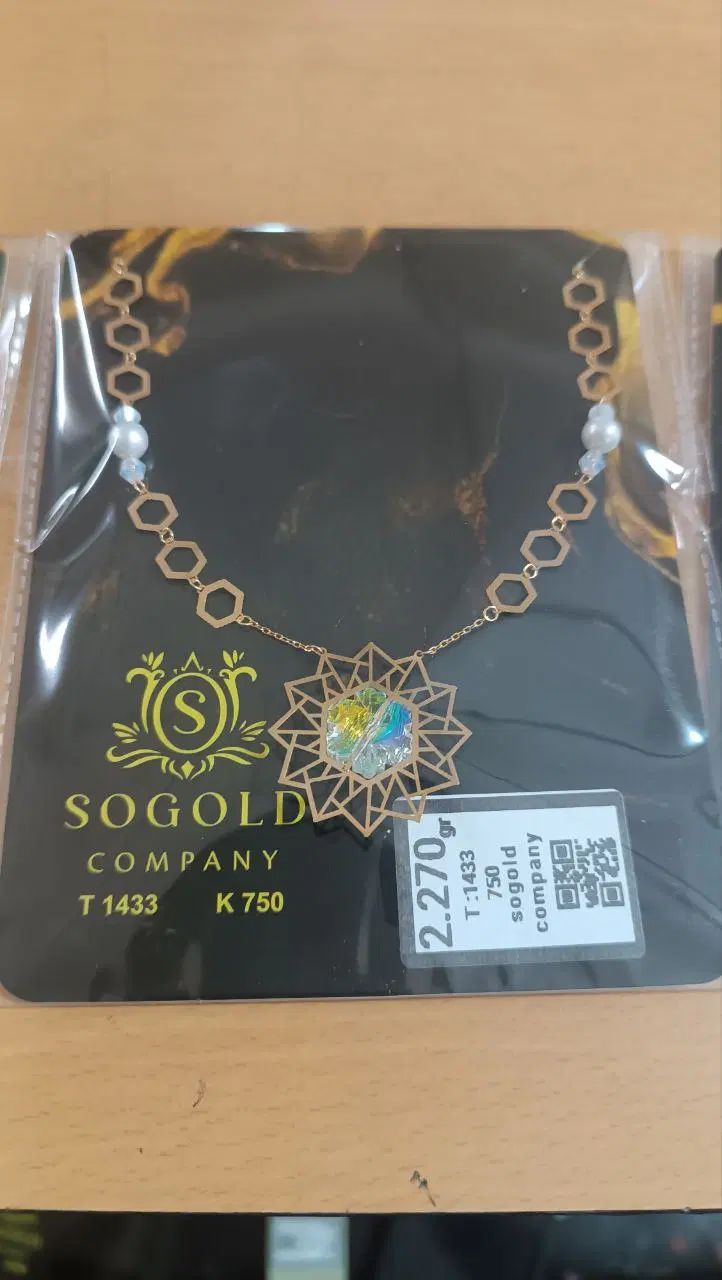 S
SOGOLD
COMPANY
T 1433 K 750
2.270 gr
T:1433
750
sogold
company